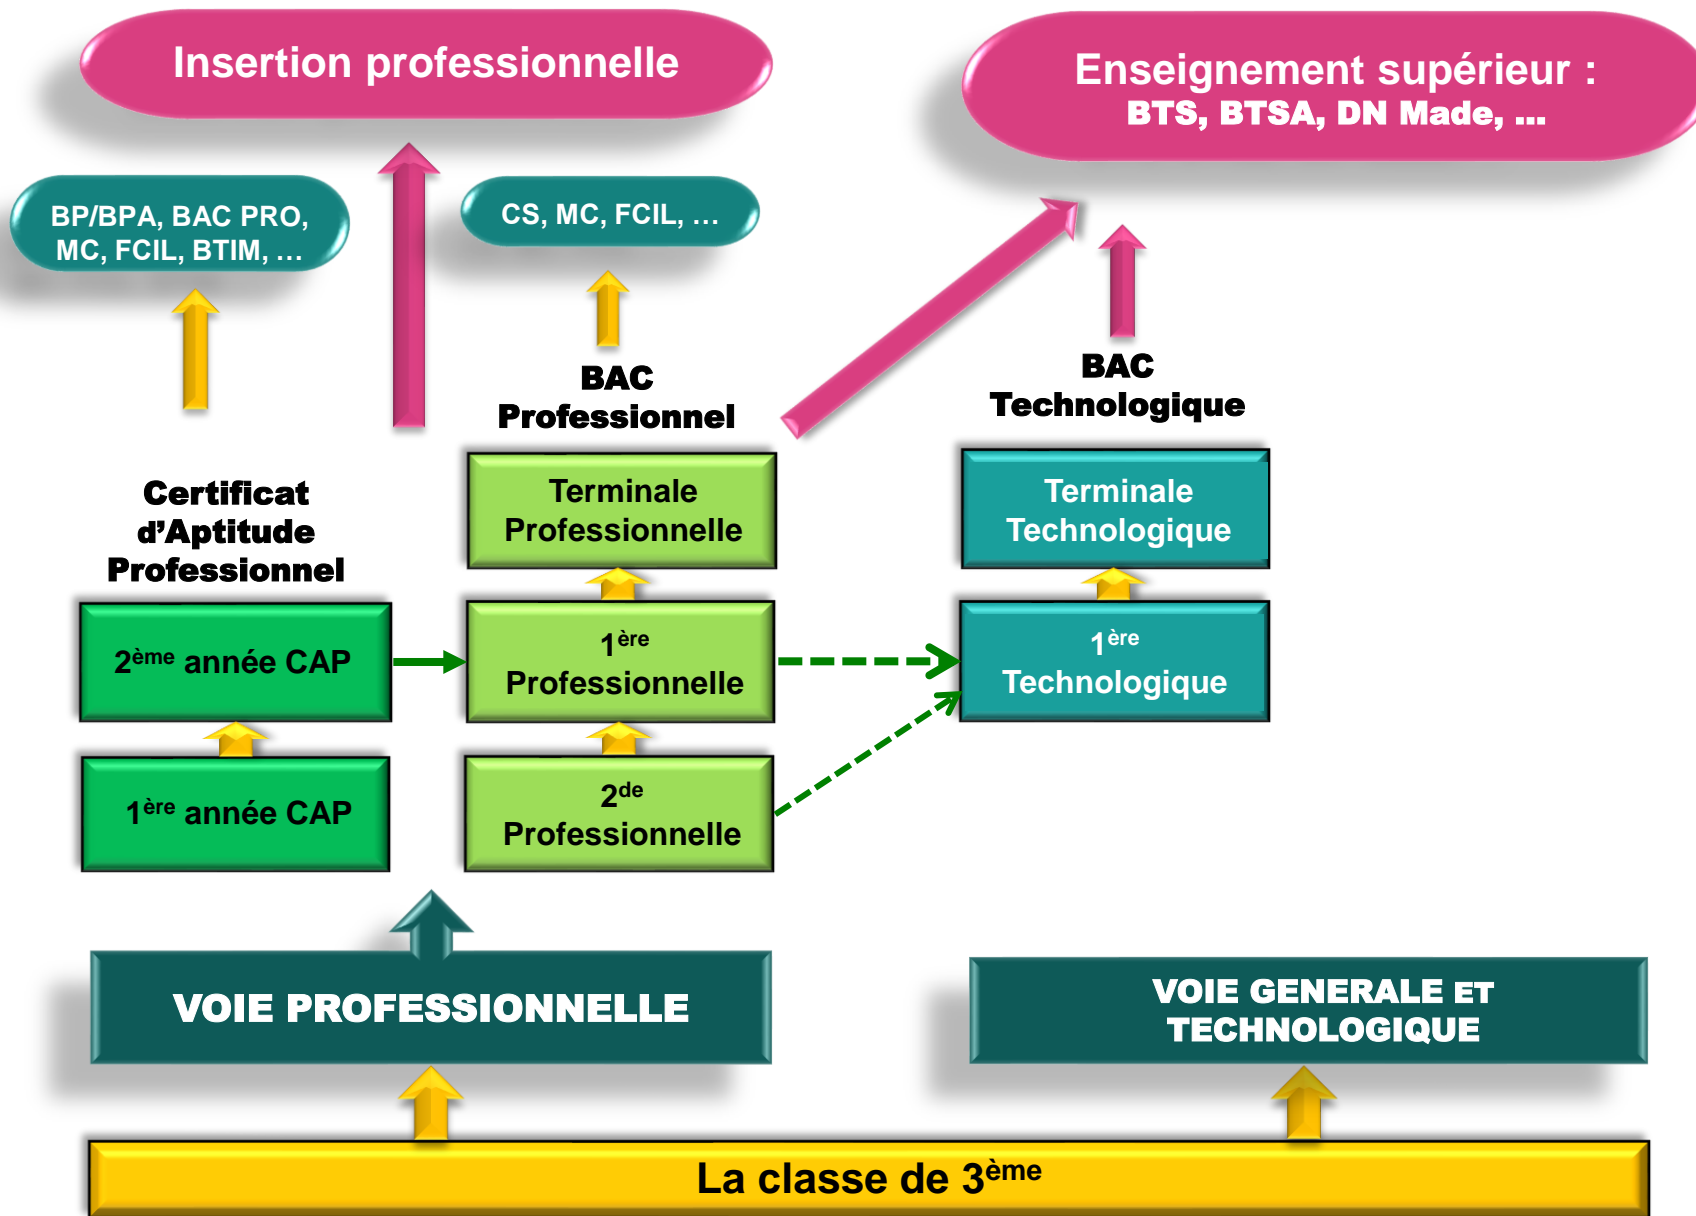 Insertion professionnelle
Enseignement supérieur :
BTS, BTSA, DN Made, ...
BP/BPA, BAC PRO,
MC, FCIL, BTIM, ...
CS, MC, FCIL, ...
BAC
Professionnel
BAC
Technologique
Certificat
d'Aptitude
Professionnel
Terminale
Professionnelle
Terminale
Technologique
2ème année CAP
1ère
Professionnelle
1ère
Technologique
1ère année CAP
2de
Professionnelle
VOIE PROFESSIONNELLE
VOIE GENERALE ET
TECHNOLOGIQUE
La classe de 3ème